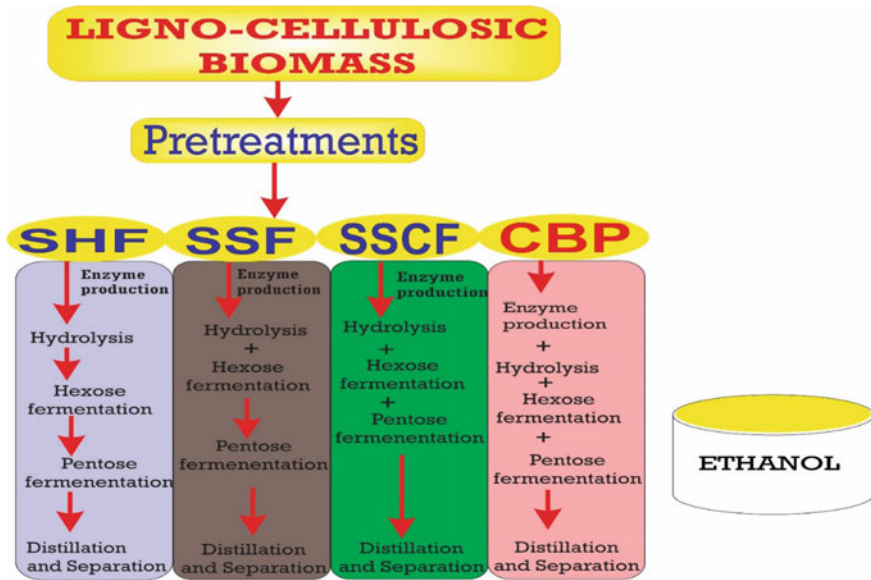 LIGNO-CELLULOSIC
BIOMASS
Pretreatments
SHF
Enzyme
production
Hydrolysis
Hexose
fermentation
Pentose
fermenentation
Distillation
and Separation
SSF
Enzyme
production
Hydrolysis
+
Hexose
fermentation
Pentose
fermenentation
Distillation
and Separation
SSCF
Enzyme
production
Hydrolysis
+
Hexose
fermentation
+
Pentose
fermenentation
Distillation
and Separation
CBP
Enzyme
production
+
Hydrolysis
+
Hexose
fermentation
+
Pentose
fermenentation
Distillation
and Separation
ETHANOL